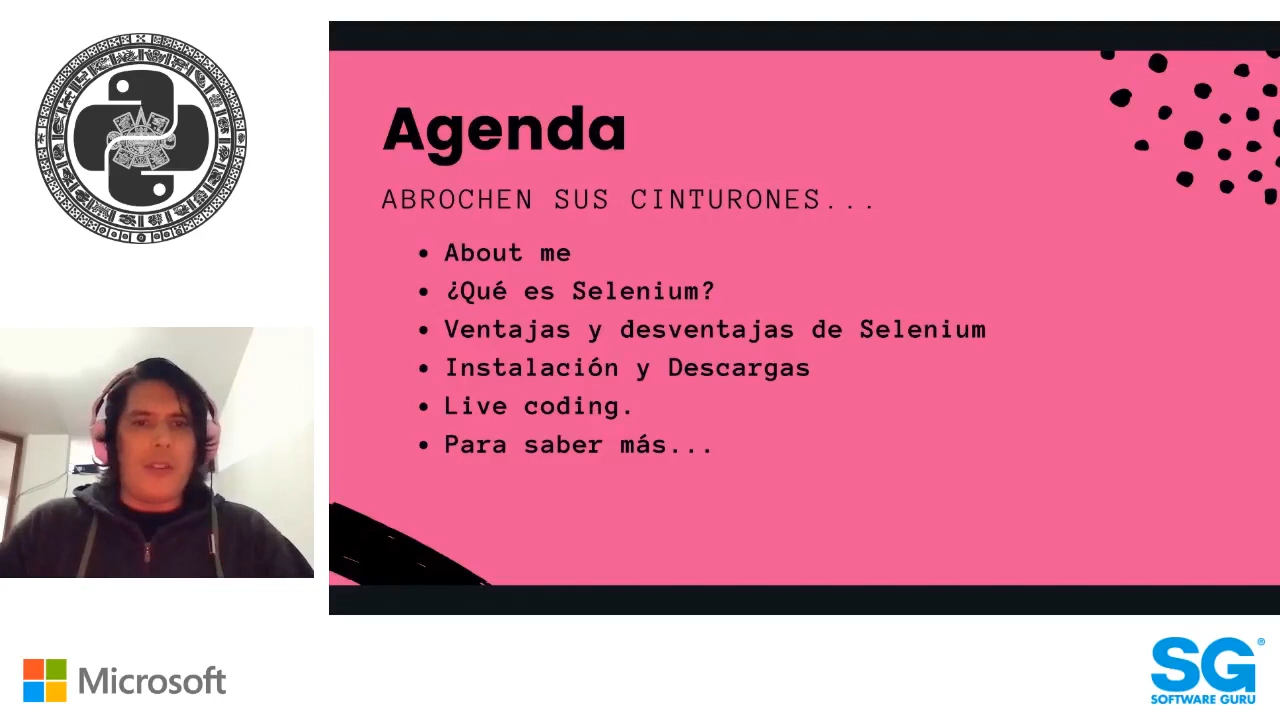 Agenda
ABROCHEN SUS CINTURONES...
• About me
• ¿Qué es Selenium?
• Ventajas y desventajas de Selenium
• Instalación y Descargas
• Live coding.
• Para saber más...
Microsoft
SG®
SOFTWARE GURU